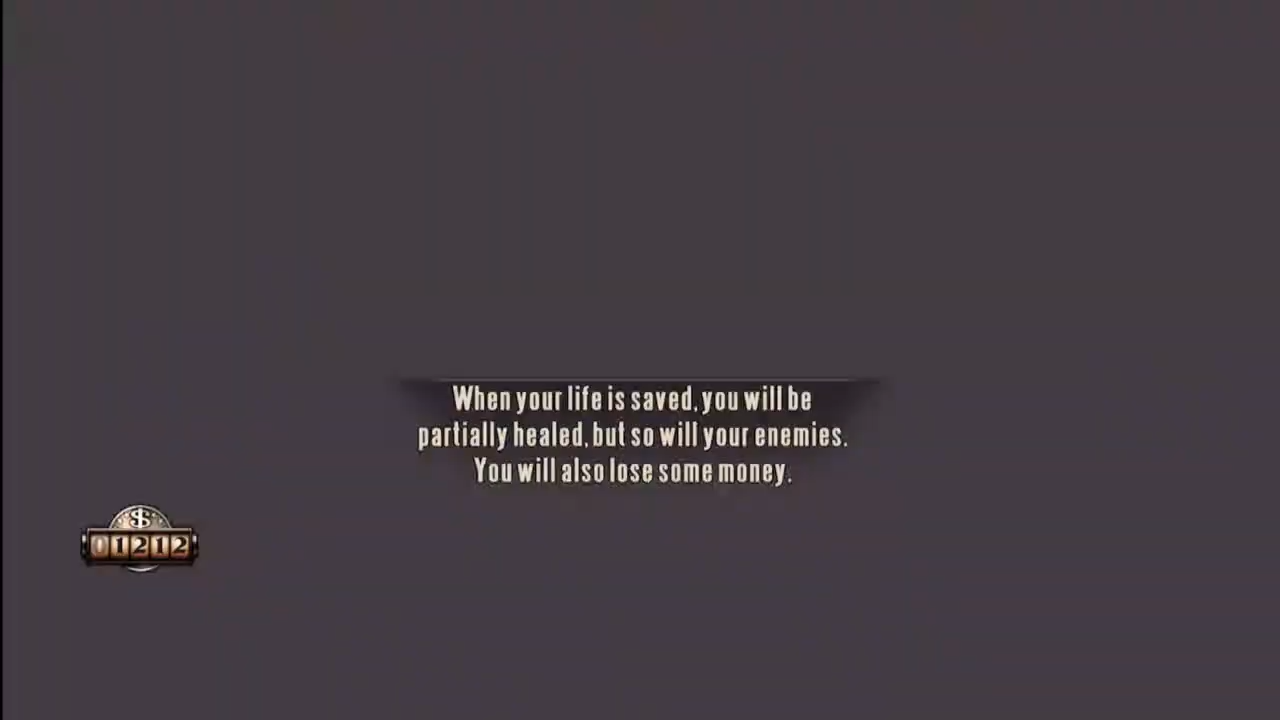 When your life is saved, you will be
partially healed, but so will your enemies.
You will also lose some money.
$
01212